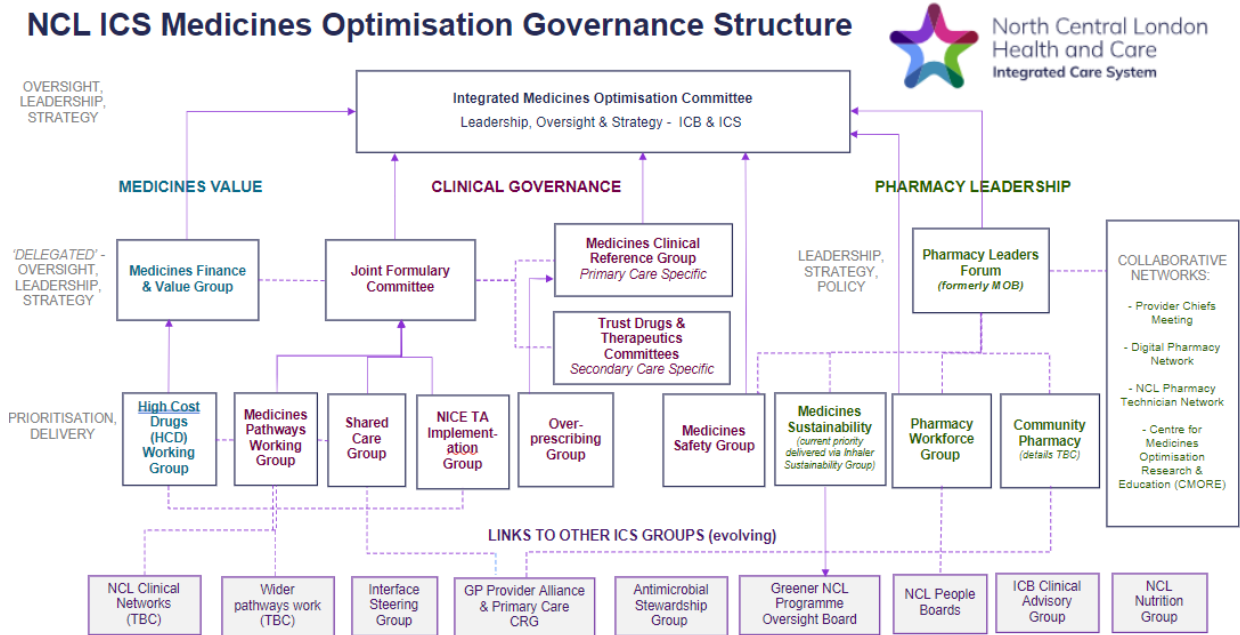 NCL ICS Medicines Optimisation Governance Structure
North Central London
Health and Care
Integrated Care System
OVERSIGHT,
LEADERSHIP,
STRATEGY
Integrated Medicines Optimisation Committee
Leadership, Oversight & Strategy - ICB & ICS
MEDICINES VALUE
CLINICAL GOVERNANCE
PHARMACY LEADERSHIP
'DELEGATED' -
OVERSIGHT,
LEADERSHIP,
STRATEGY
Medicines Finance
& Value Group
Joint Formulary
Committee
Medicines Clinical
Reference Group
Primary Care Specific
Trust Drugs &
Therapeutics
Committees
Secondary Care Specific
LEADERSHIP,
STRATEGY,
POLICY
Pharmacy Leaders
Forum
(formerly MOB)
COLLABORATIVE
NETWORKS:
- Provider Chiefs
Meeting
- Digital Pharmacy
Network
- NCL Pharmacy
Technician Network
- Centre for
Medicines
Optimisation
Research &
Education (CMORE)
PRIORITISATION,
DELIVERY
High Cost
Drugs
(HCD)
Working
Group
Medicines
Pathways
Working
Group
Shared
Care
Group
NICE TA
Implement-
ation
Group
Over-
prescribing
Group
Medicines
Safety Group
Medicines
Sustainability
(current priority
delivered via Inhaler
Sustainability Group)
Pharmacy
Workforce
Group
Community
Pharmacy
(details TBC)
LINKS TO OTHER ICS GROUPS (evolving)
NCL Clinical
Networks
(TBC)
Wider
pathways work
(TBC)
Interface
Steering
Group
GP Provider Alliance
& Primary Care
CRG
Antimicrobial
Stewardship
Group
Greener NCL
Programme
Oversight Board
NCL People
Boards
ICB Clinical
Advisory
Group
NCL
Nutrition
Group